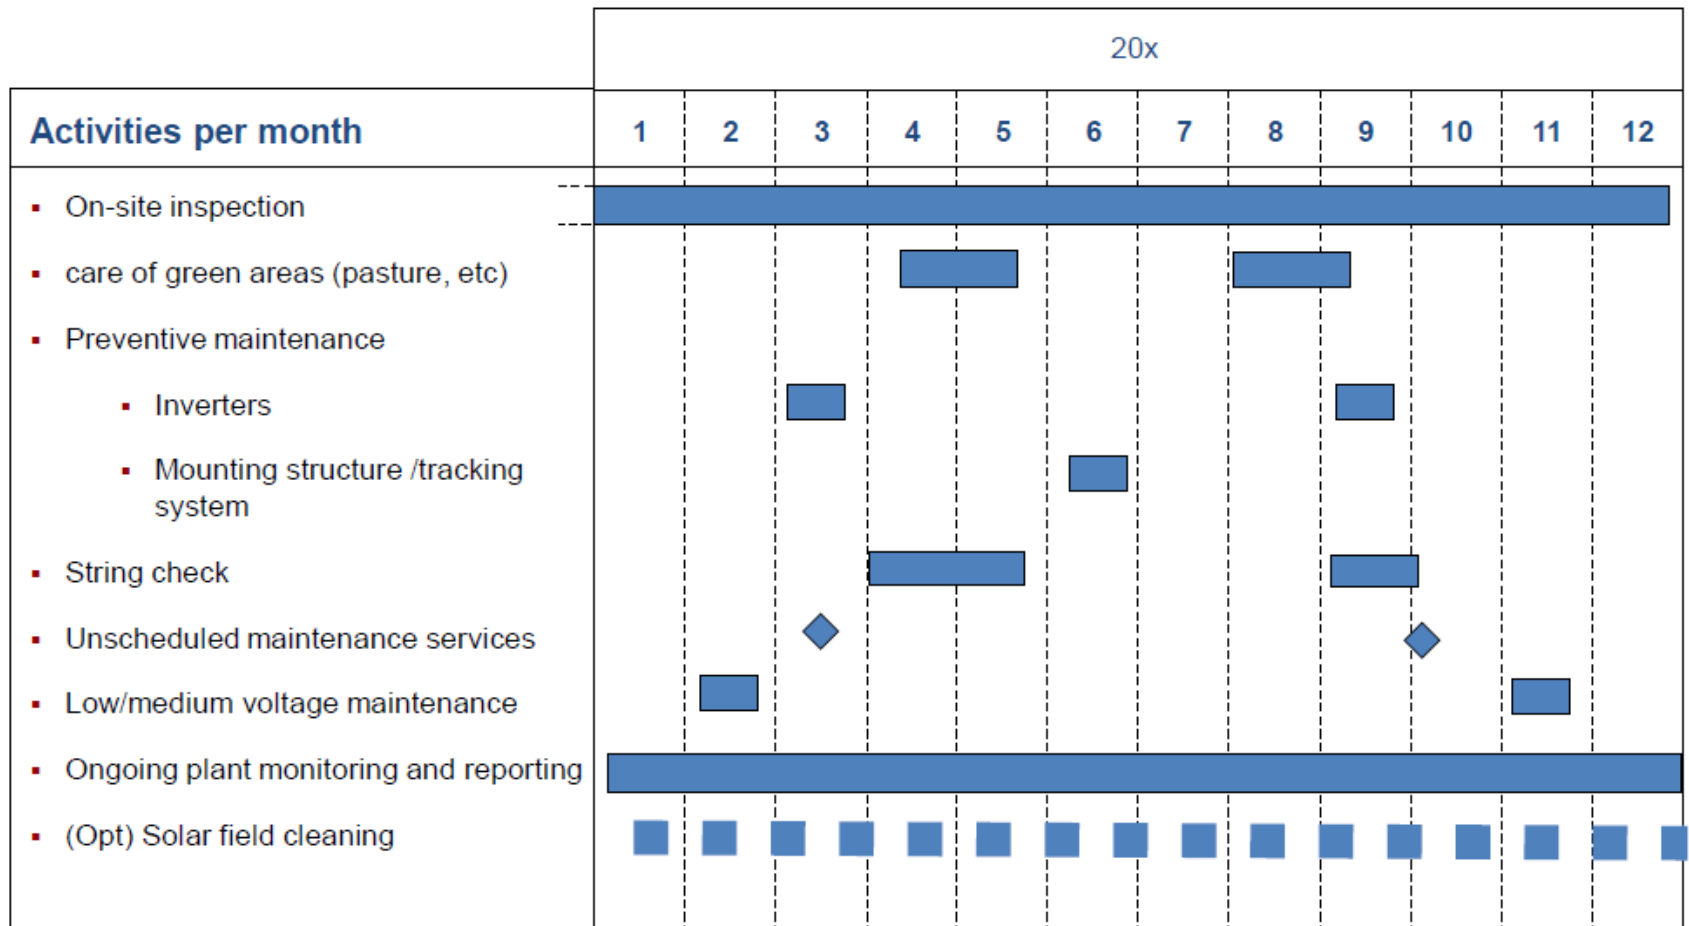 20x
Activities per month 1 2 3 4 5 6 7 8 9 10 11 12
On-site inspection
care of green areas (pasture, etc)
Preventive maintenance
Inverters
Mounting structure /tracking
system
String check
Unscheduled maintenance services
Low/medium voltage maintenance
Ongoing plant monitoring and reporting
(Opt) Solar field cleaning